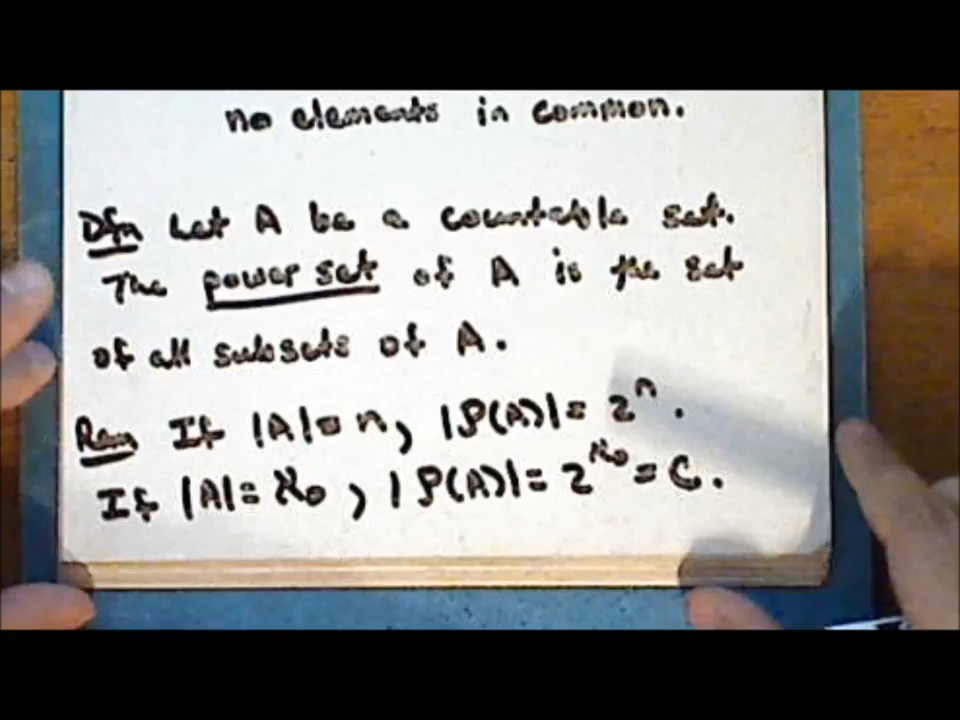 no elements in common.
Dfn Let A be a countable set.
The power set of A is the set
of all subsets of A.
Rem If |A|= n, |P(A)|= 2ⁿ.
If |A|= ℵ₀, |P(A)|= 2^ℵ₀ = C.